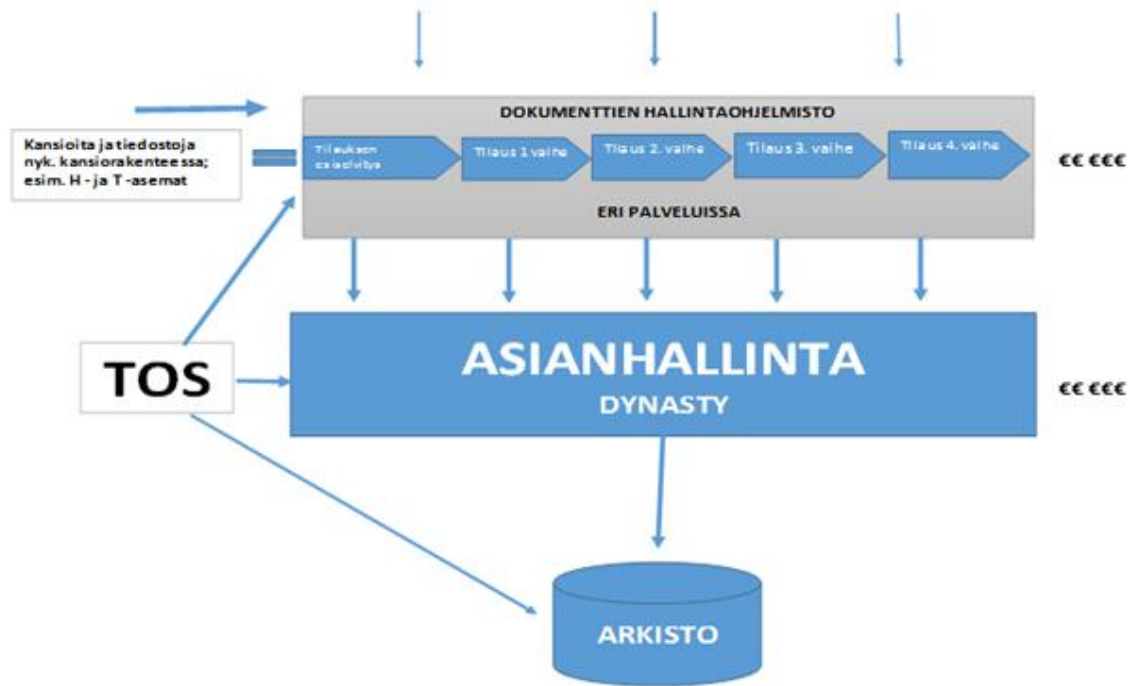 DOKUMENTTIEN HALLINTAOHJELMISTO
Kansioita ja tiedostoja
nyk. kansiorakenteessa;
esim. H - ja T -asemat
Tilauksen
esiselvitys
Tilaus 1 vaihe
Tilaus 2. vaihe
Tilaus 3. vaihe
Tilaus 4. vaihe
€€ €€€
ERI PALVELUISSA
TOS
ASIANHALLINTA
DYNASTY
€€ €€€
ARKISTO